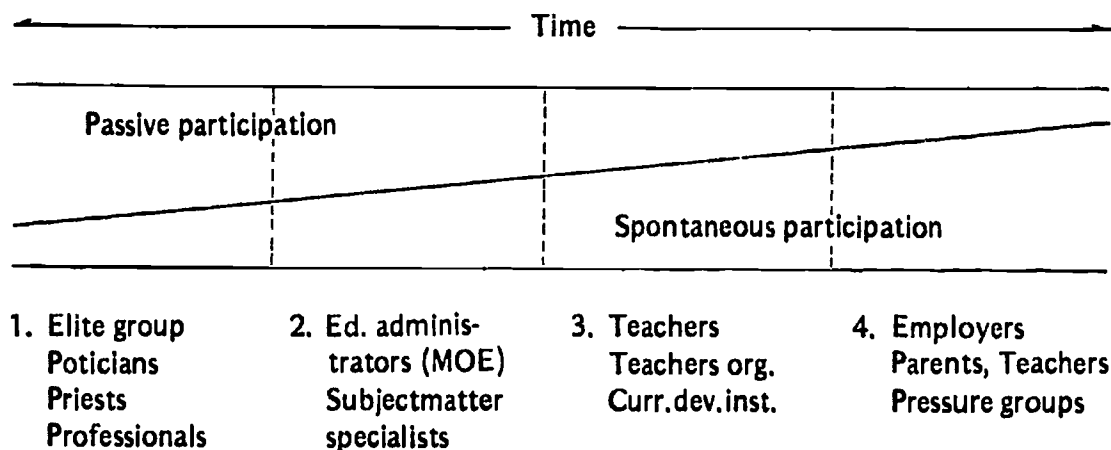 Time
Passive participation
Spontaneous participation
1. Elite group
Poticians
Priests
Professionals
2. Ed. adminis-
trators (MOE)
Subjectmatter
specialists
3. Teachers
Teachers org.
Curr.dev.inst.
4. Employers
Parents, Teachers
Pressure groups